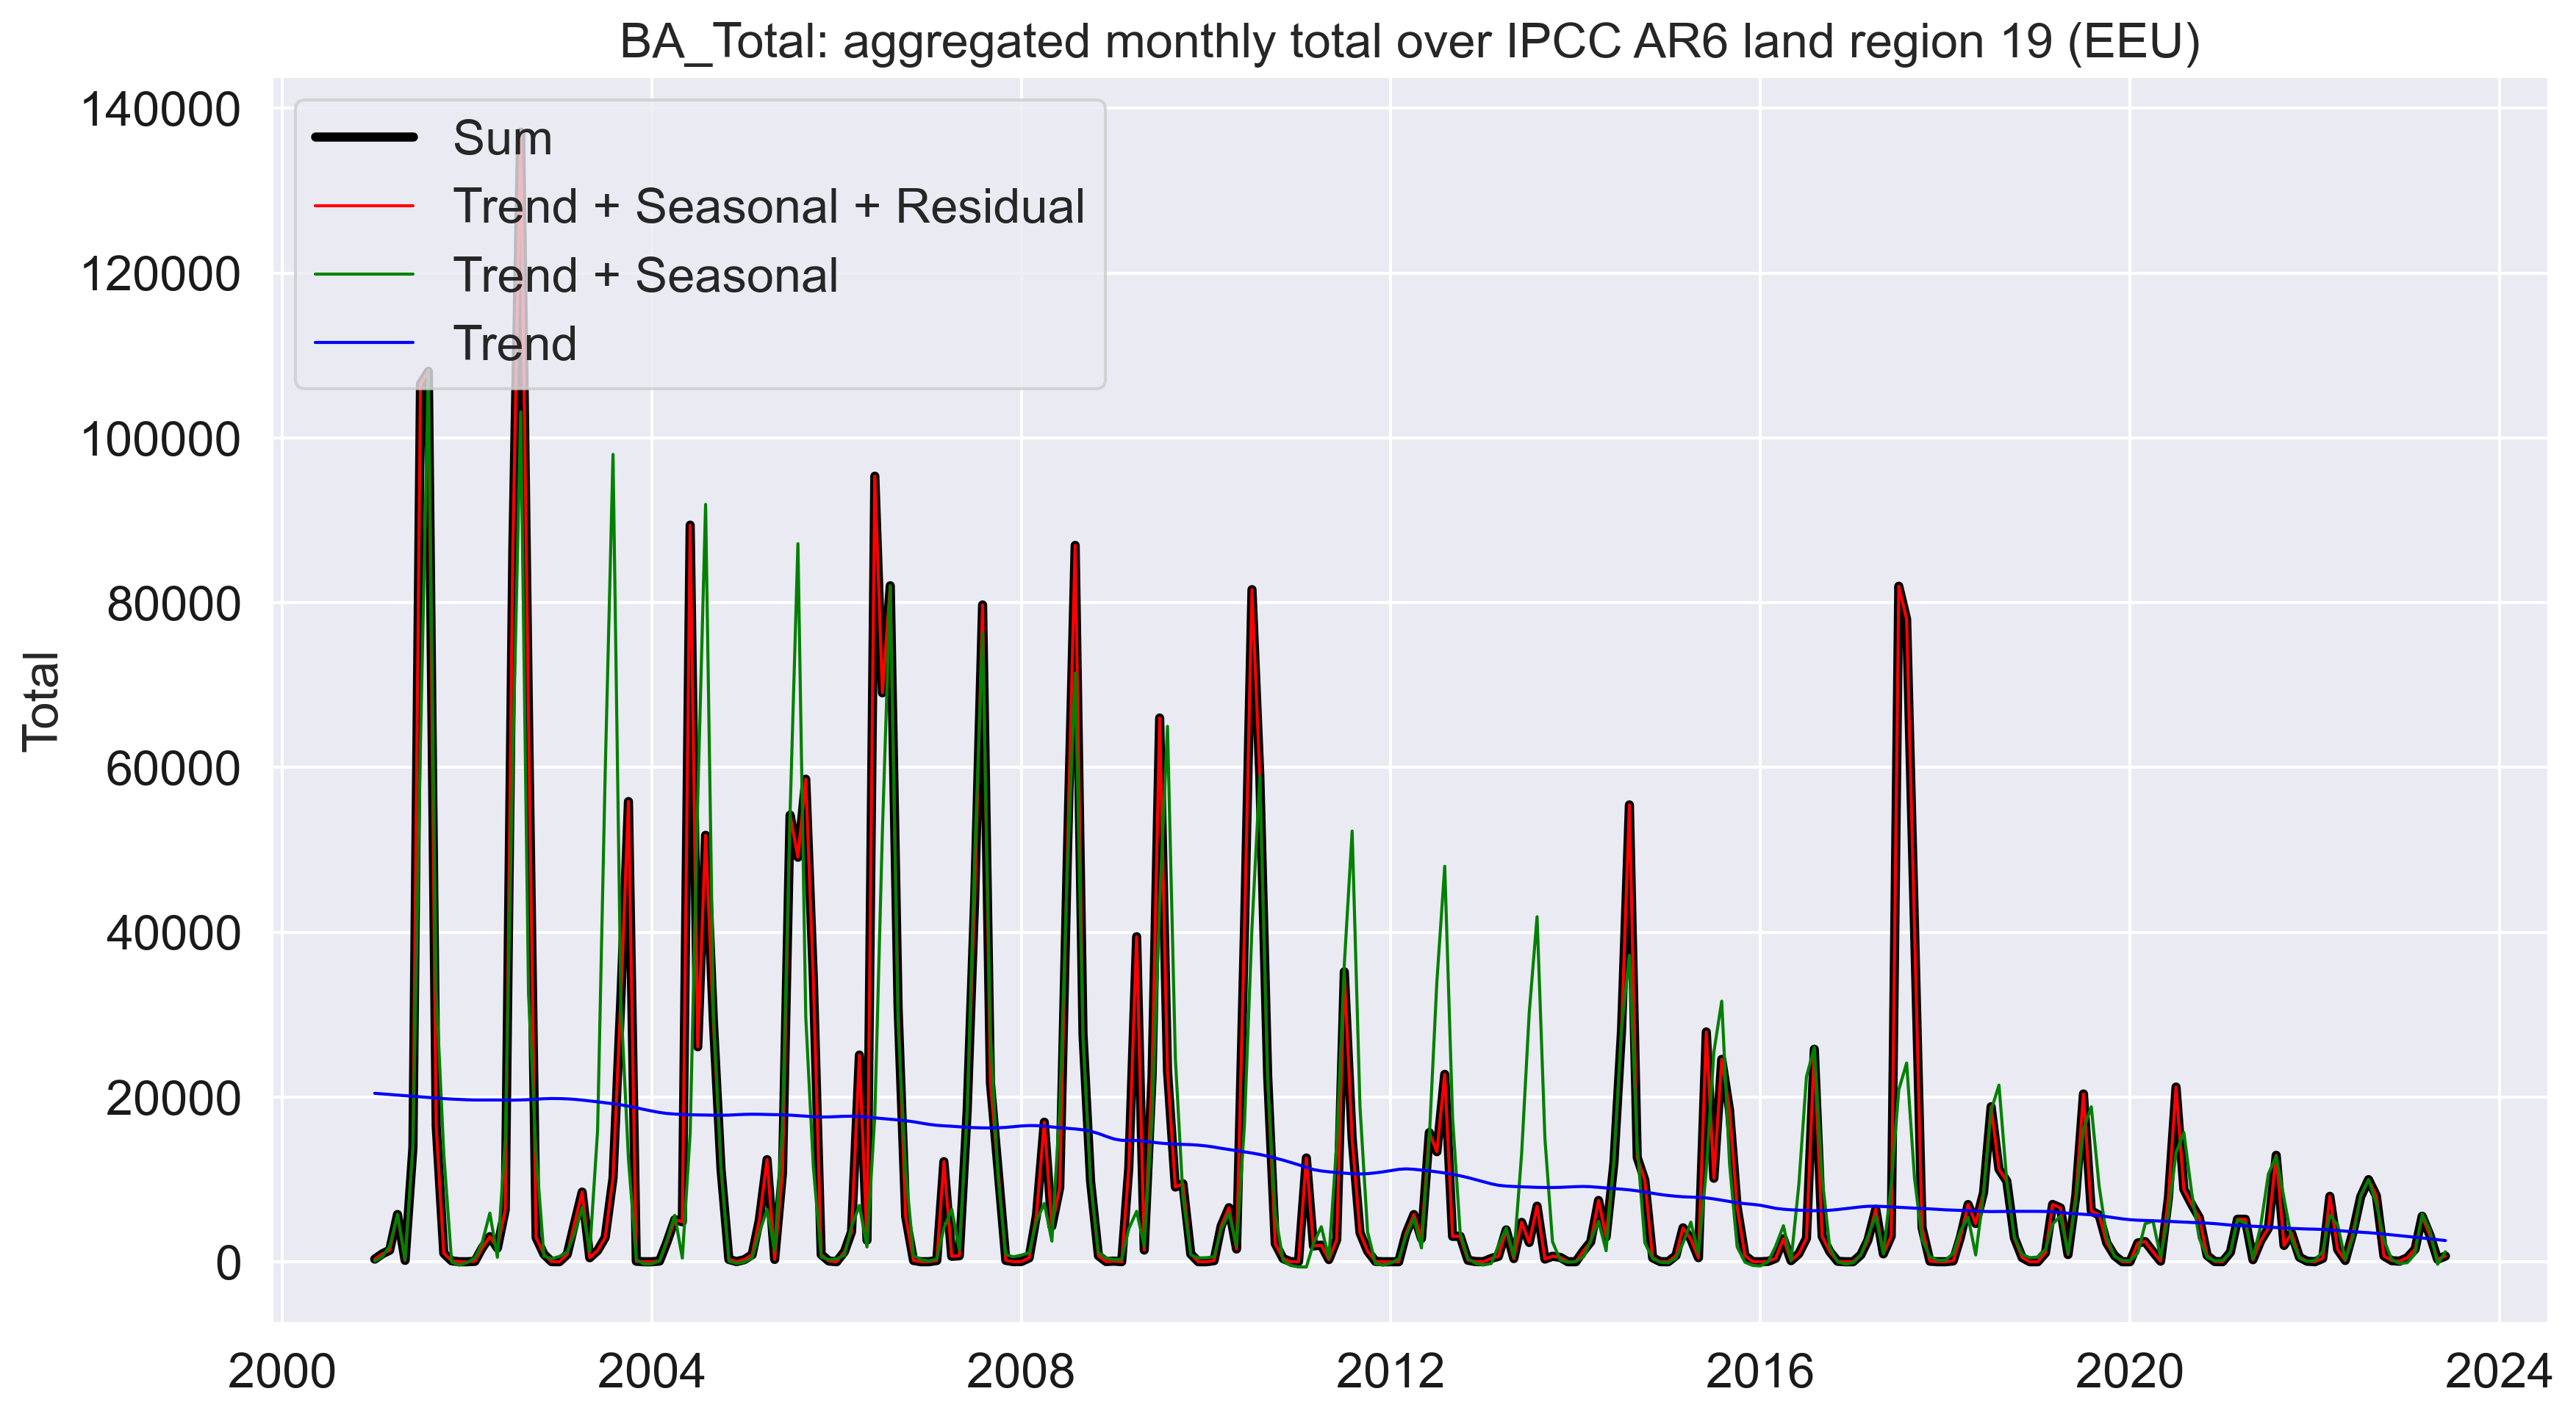 BA_Total: aggregated monthly total over IPCC AR6 land region 19 (EEU)
140000
120000
100000
80000
60000
40000
20000
0
Total
Sum
Trend + Seasonal + Residual
Trend + Seasonal
Trend
2000 2004 2008 2012 2016 2020 2024